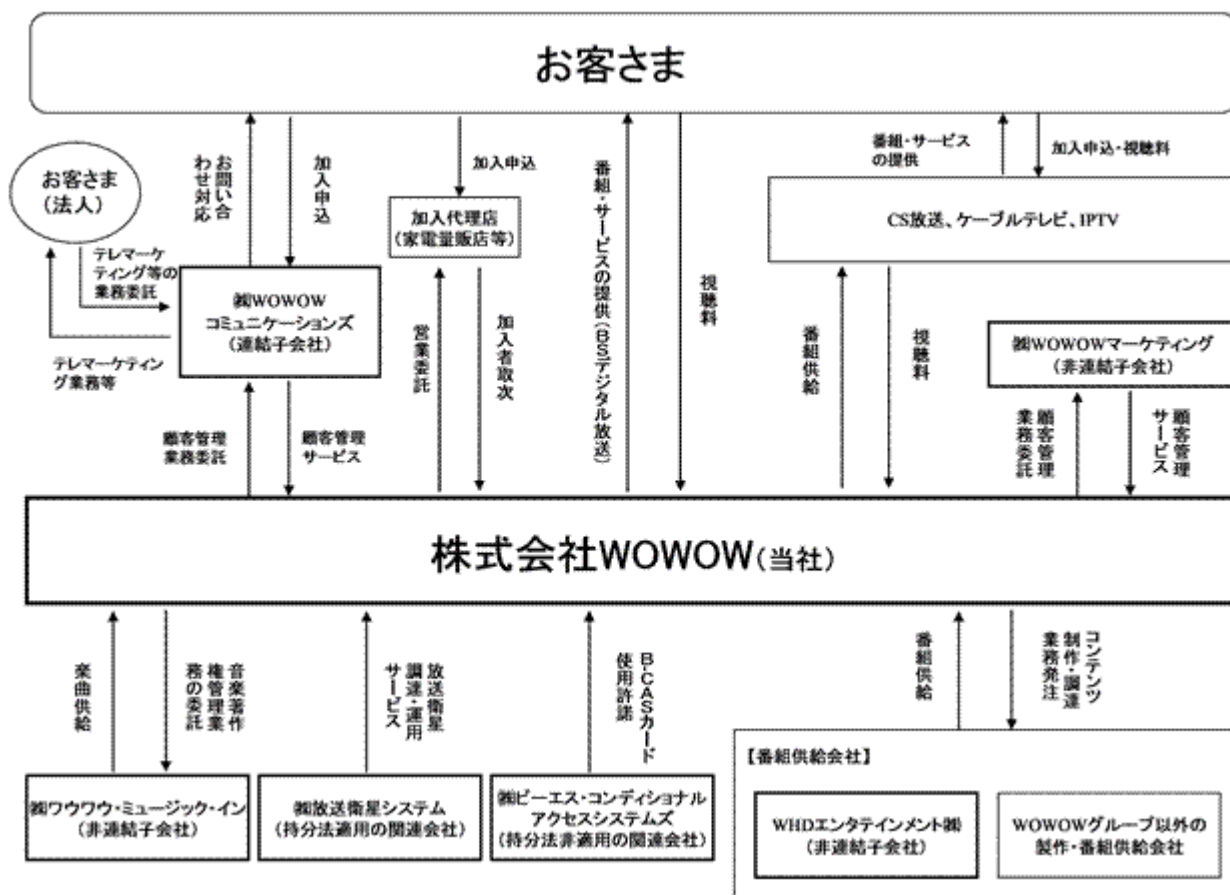 お客さま
お客さま
(法人)
お問い合
わせ対応
加入申込
加入申込
加入代理店
(家電量販店等)
番組・サービスの提供(BSデジタル放送)
視聴料
番組・サービス
の提供
加入申込・視聴料
CS放送、ケーブルテレビ、IPTV
テレマーケ
ティング等の
業務委託
テレマーケティン
グ業務等
㈱WOWOW
コミュニケーションズ
(連結子会社)
営業委託
加入者取次
番組供給
視聴料
㈱WOWOWマーケティング
(非連結子会社)
顧客管理
業務委託
顧客管理
サービス
顧客管理
業務委託
顧客管理
サービス
株式会社WOWOW(当社)
楽曲供給
音楽著作
権管理業
務の委託
放送衛星
調達・運用
サービス
B-CASカード
使用許諾
番組供給
コンテンツ
制作・調達
業務発注
㈱ワウワウ・ミュージック・イン
(非連結子会社)
㈱放送衛星システム
(持分法適用の関連会社)
㈱ビーエス・コンディショナル
アクセスシステムズ
(持分法非適用の関連会社)
【番組供給会社】
WHDエンタテインメント㈱
(非連結子会社)
WOWOWグループ以外の
製作・番組供給会社